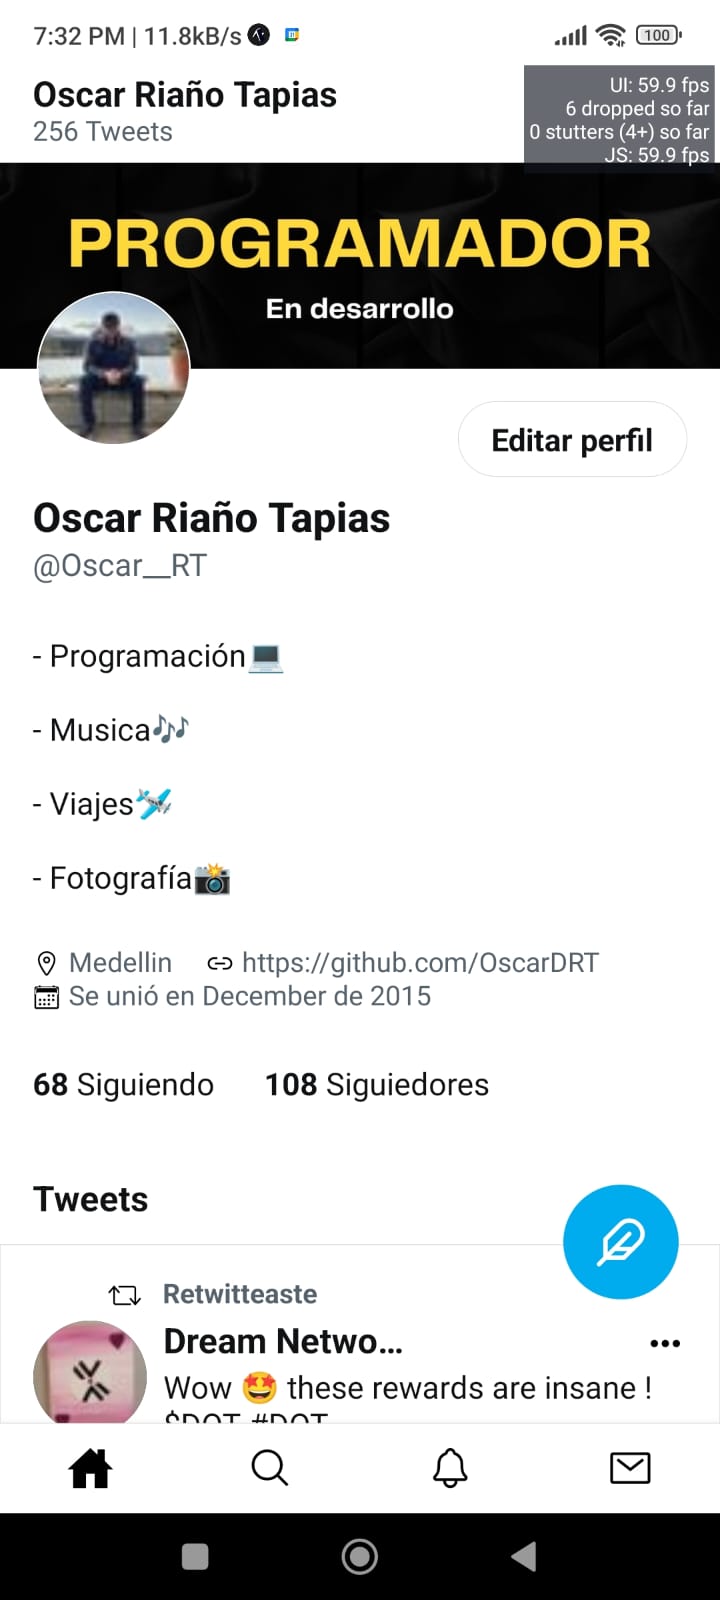 7:32 PM | 11.8kB/s
100
Oscar Riaño Tapias
256 Tweets
UI: 59.9 fps
6 dropped so far
0 stutters (4+) so far
JS: 59.9 fps
PROGRAMADOR
En desarrollo
Editar perfil
Oscar Riaño Tapias
@Oscar__RT
- Programación💻
- Musica🎶
- Viajes🛩️
- Fotografía📸
Medellin https://github.com/OscarDRT
Se unió en December de 2015
68 Siguiendo 108 Siguiedores
Tweets
Retwitteaste
Dream Netwo...
Wow 🤩 these rewards are insane !
$DOT #DOT